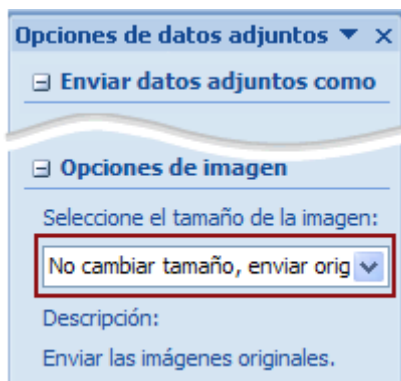 Opciones de datos adjuntos
Enviar datos adjuntos como
Opciones de imagen
Seleccione el tamaño de la imagen:
No cambiar tamaño, enviar orig
Descripción:
Enviar las imágenes originales.